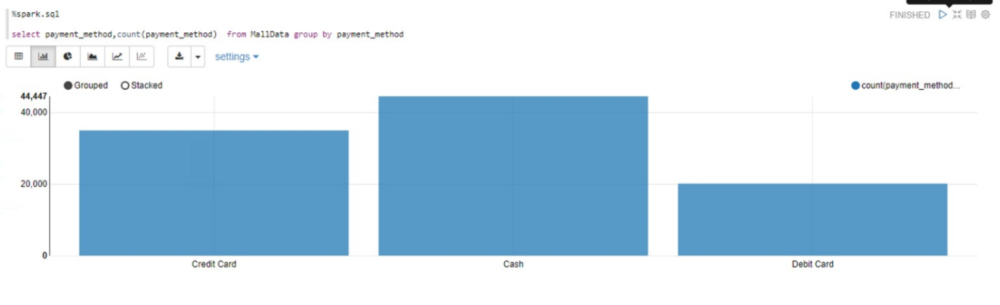 %spark.sql
FINISHED
select payment_method,count(payment_method)  from MallData group by payment_method
settings
Grouped Stacked
count(payment_method...
44,447
40,000
20,000
0
Credit Card Cash Debit Card